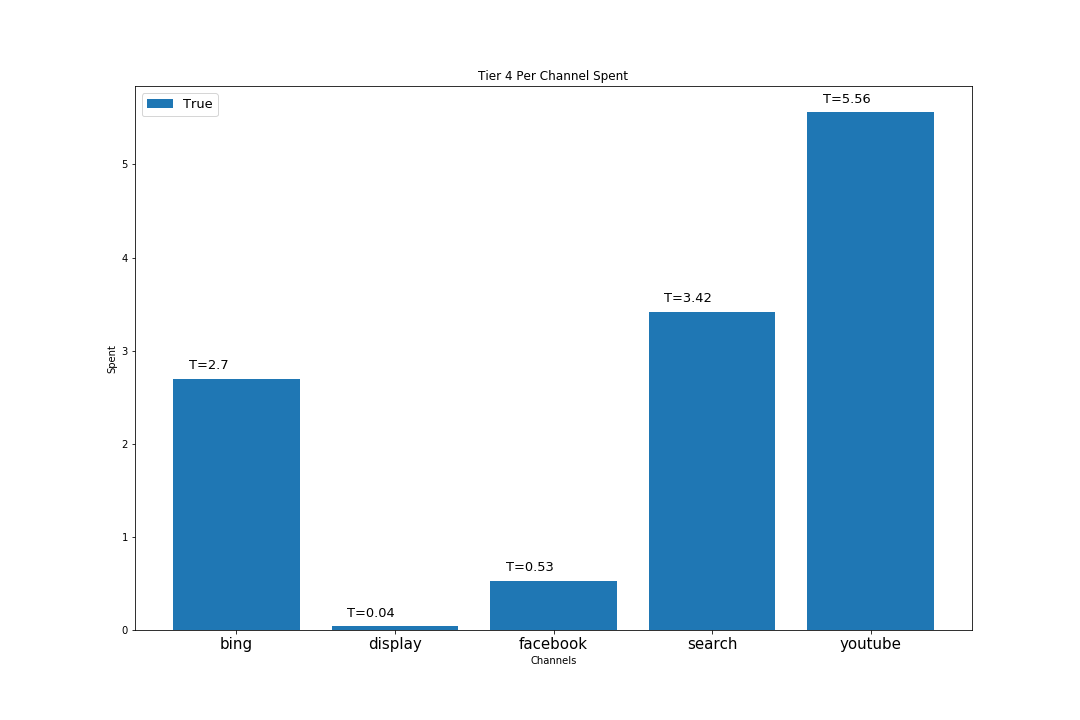 Tier 4 Per Channel Spent
True
T=5.56
T=3.42
T=2.7
T=0.53
T=0.04
5
4
3
2
1
0
Spent
bing display facebook search youtube
Channels